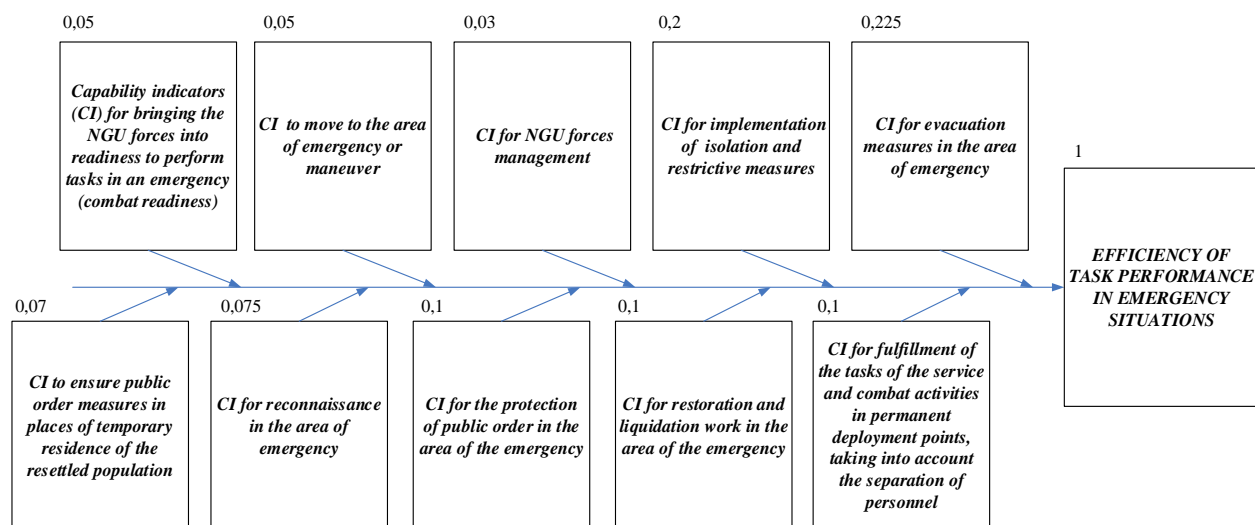 0,05
Capability indicators
(CI) for bringing the
NGU forces into
readiness to perform
tasks in an emergency
(combat readiness)
0,05
CI to move to the area
of emergency or
maneuver
0,03
CI for NGU forces
management
0,2
CI for implementation
of isolation and
restrictive measures
0,225
CI for evacuation
measures in the area
of emergency
1
EFFICIENCY OF
TASK PERFORMANCE
IN EMERGENCY
SITUATIONS
0,07
CI to ensure public
order measures in
places of temporary
residence of the
resettled population
0,075
CI for reconnaissance
in the area of
emergency
0,1
CI for the protection
of public order in the
area of the emergency
0,1
CI for restoration and
liquidation work in the
area of the emergency
0,1
CI for fulfillment of
the tasks of the service
and combat activities
in permanent
deployment points,
taking into account
the separation of
personnel